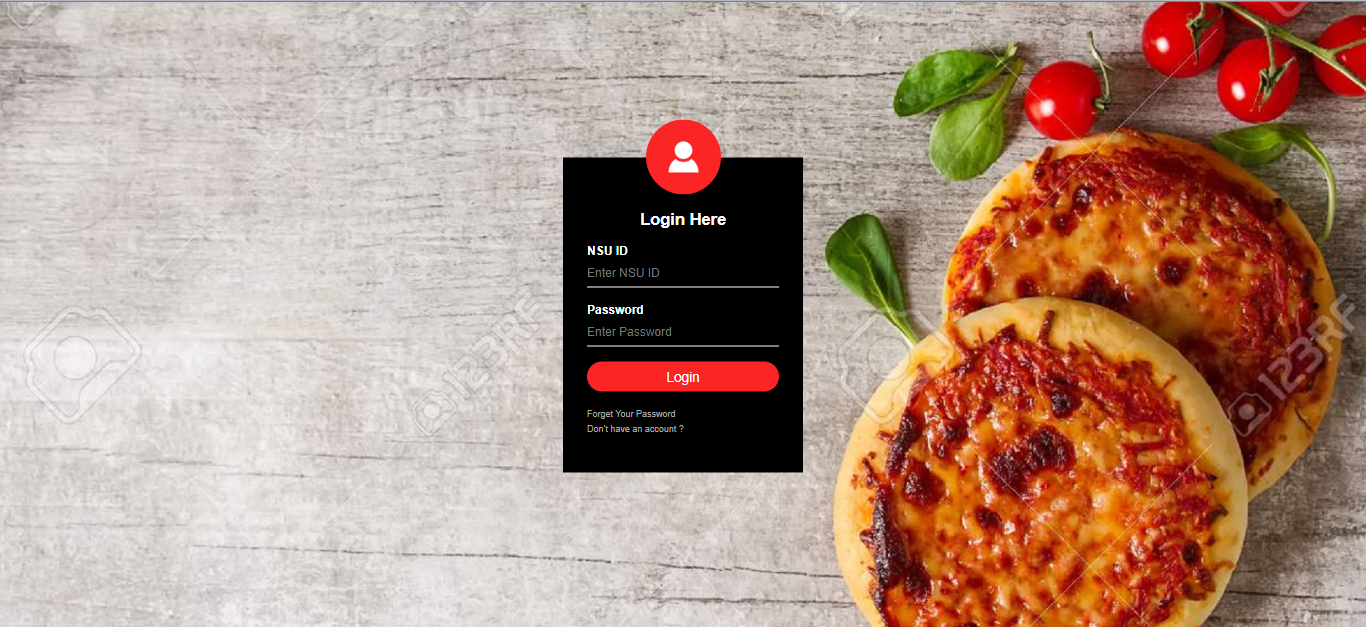 Login Here
NSU ID
Enter NSU ID
Password
Enter Password
Login
Forget Your Password
Don't have an account ?
123RF
123RF